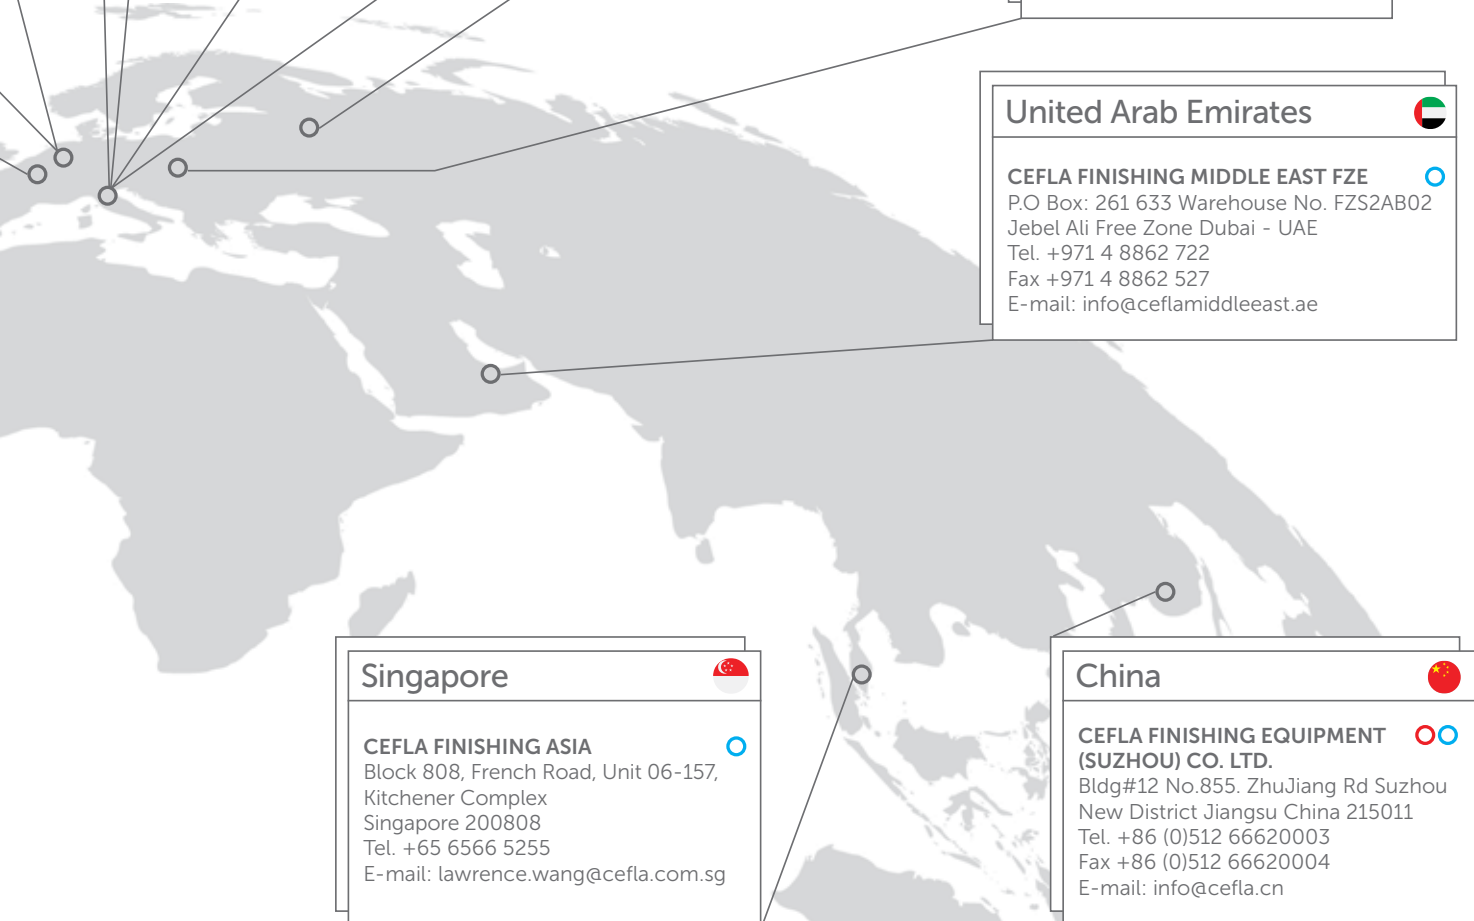 United Arab Emirates
CEFLA FINISHING MIDDLE EAST FZE
P.O Box: 261 633 Warehouse No. FZS2AB02
Jebel Ali Free Zone Dubai - UAE
Tel. +971 4 8862 722
Fax +971 4 8862 527
E-mail: info@ceflamiddleeast.ae
Singapore
CEFLA FINISHING ASIA
Block 808, French Road, Unit 06-157,
Kitchener Complex
Singapore 200808
Tel. +65 6566 5255
E-mail: lawrence.wang@cefla.com.sg
China
CEFLA FINISHING EQUIPMENT
(SUZHOU) CO. LTD.
Bldg#12 No.855. ZhuJiang Rd Suzhou
New District Jiangsu China 215011
Tel. +86 (0)512 66620003
Fax +86 (0)512 66620004
E-mail: info@cefla.cn